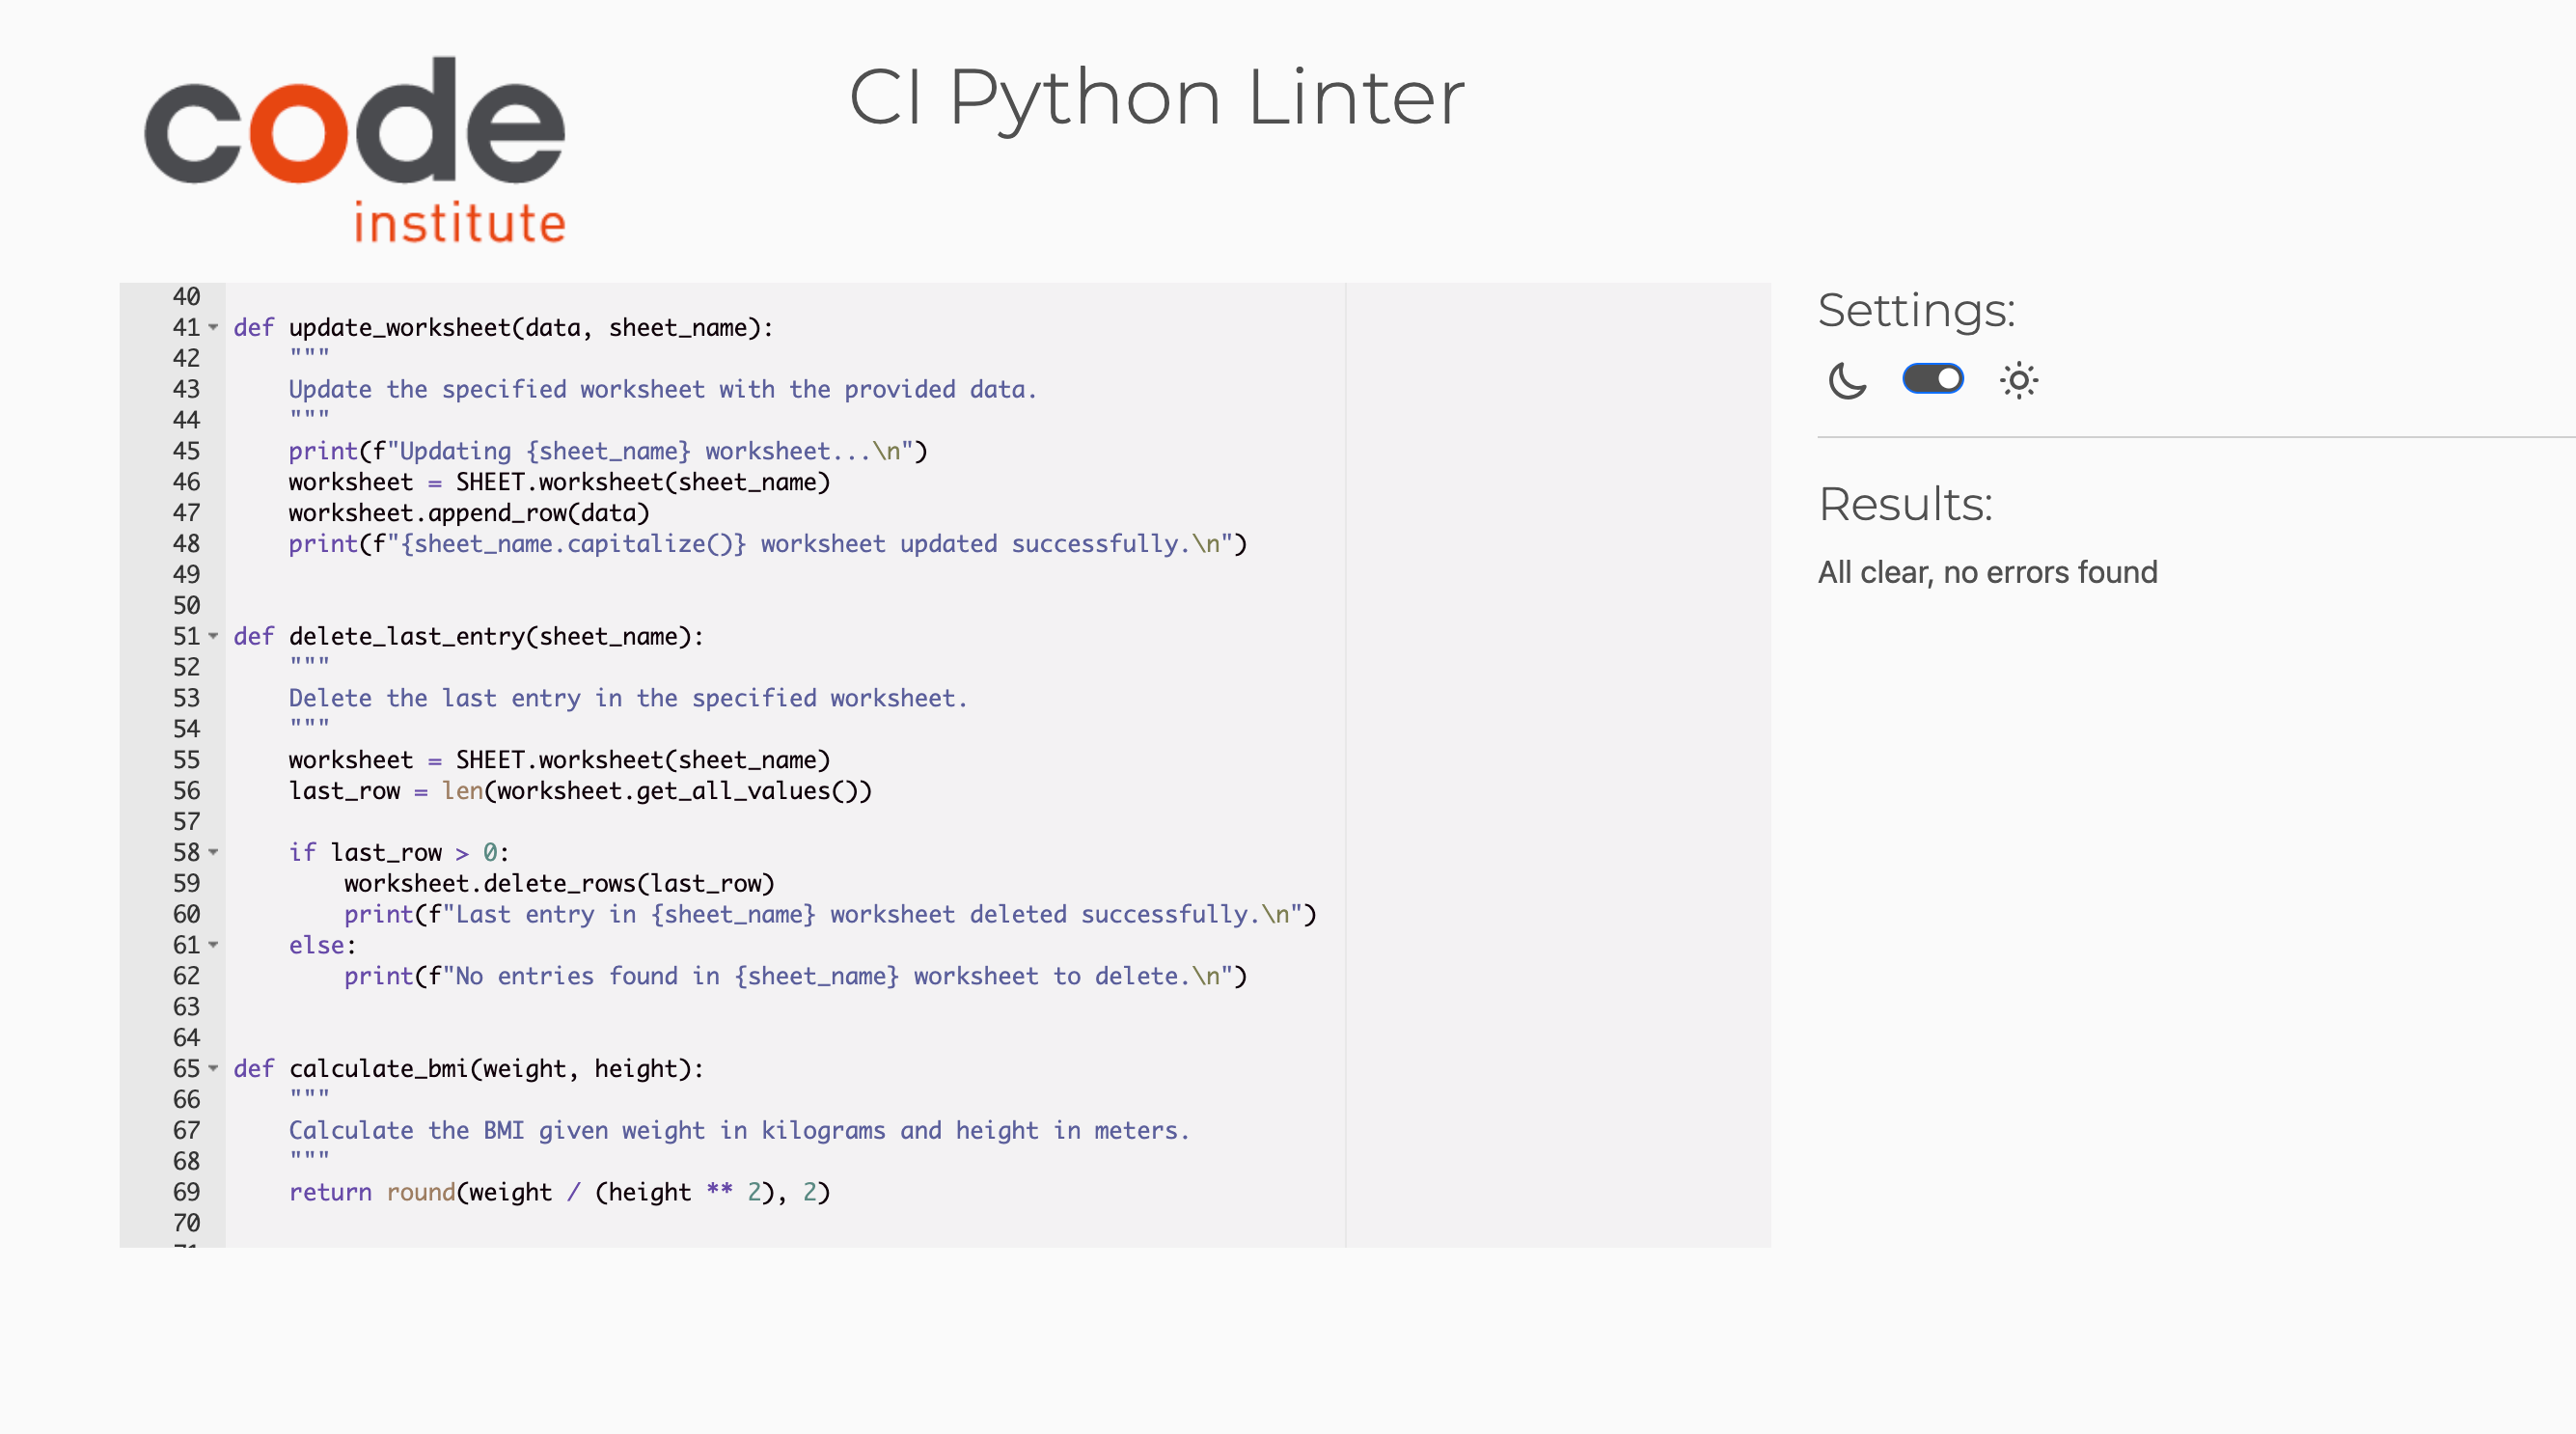 code
institute
CI Python Linter
40
41 def update_worksheet(data, sheet_name):
42     """
43     Update the specified worksheet with the provided data.
44     """
45     print(f"Updating {sheet_name} worksheet...\n")
46     worksheet = SHEET.worksheet(sheet_name)
47     worksheet.append_row(data)
48     print(f"{sheet_name.capitalize()} worksheet updated successfully.\n")
49
50
51 def delete_last_entry(sheet_name):
52     """
53     Delete the last entry in the specified worksheet.
54     """
55     worksheet = SHEET.worksheet(sheet_name)
56     last_row = len(worksheet.get_all_values())
57
58     if last_row > 0:
59         worksheet.delete_rows(last_row)
60         print(f"Last entry in {sheet_name} worksheet deleted successfully.\n")
61     else:
62         print(f"No entries found in {sheet_name} worksheet to delete.\n")
63
64
65 def calculate_bmi(weight, height):
66     """
67     Calculate the BMI given weight in kilograms and height in meters.
68     """
69     return round(weight / (height ** 2), 2)
70
Settings:
Results:
All clear, no errors found